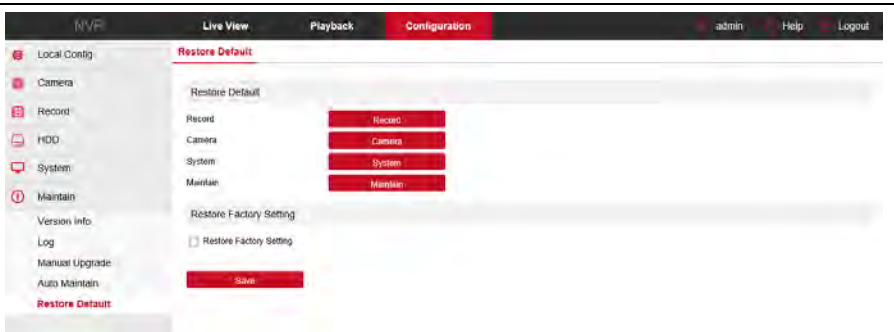 NVR Live View Playback Configuration admin Help Logout
Local Config
Camera
Record
HDD
System
Maintain
Version Info
Log
Manual Upgrade
Auto Maintain
Restore Default
Restore Default
Restore Default
Record Record
Camera Camera
System System
Maintain Maintain
Restore Factory Setting
Restore Factory Setting
Save